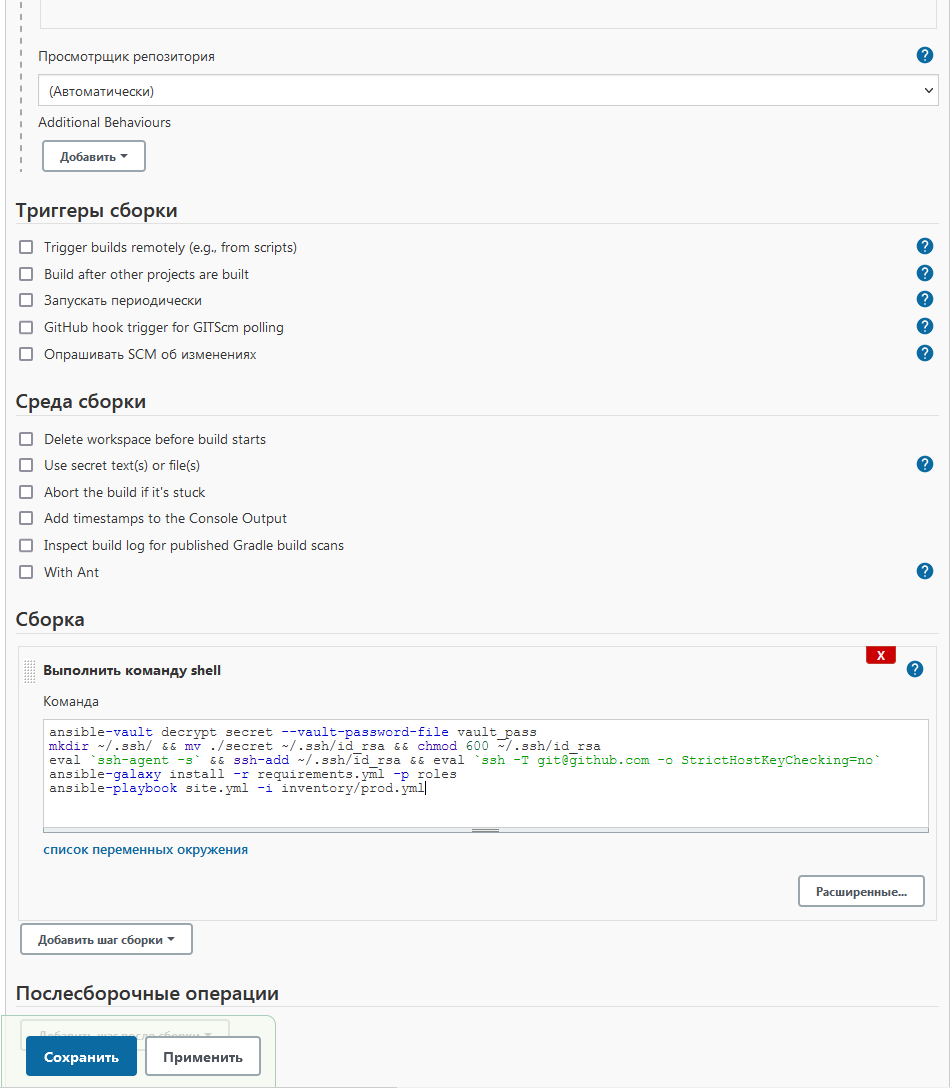 Просмотрщик репозитория
?
(Автоматически)
Additional Behaviours
Добавить
Триггеры сборки
Trigger builds remotely (e.g., from scripts)
?
Build after other projects are built
?
Запускать периодически
?
GitHub hook trigger for GITScm polling
?
Опрашивать SCM об изменениях
?
Среда сборки
Delete workspace before build starts
Use secret text(s) or file(s)
?
Abort the build if it's stuck
Add timestamps to the Console Output
Inspect build log for published Gradle build scans
With Ant
?
Сборка
X
Выполнить команду shell
?
Команда
ansible-vault decrypt secret --vault-password-file vault_pass
mkdir ~/.ssh/ && mv ./secret ~/.ssh/id_rsa && chmod 600 ~/.ssh/id_rsa
eval `ssh-agent -s` && ssh-add ~/.ssh/id_rsa && eval `ssh -T git@github.com -o StrictHostKeyChecking=no`
ansible-galaxy install -r requirements.yml -p roles
ansible-playbook site.yml -i inventory/prod.yml
список переменных окружения
Расширенные...
Добавить шаг сборки
Послесборочные операции
Добавить шаг после сборки
Сохранить
Применить